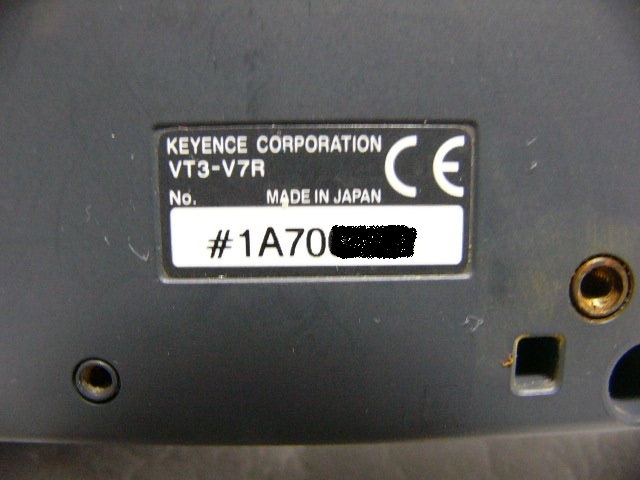 KEYENCE CORPORATION
VT3-V7R
CE
No. MADE IN JAPAN
#1A70